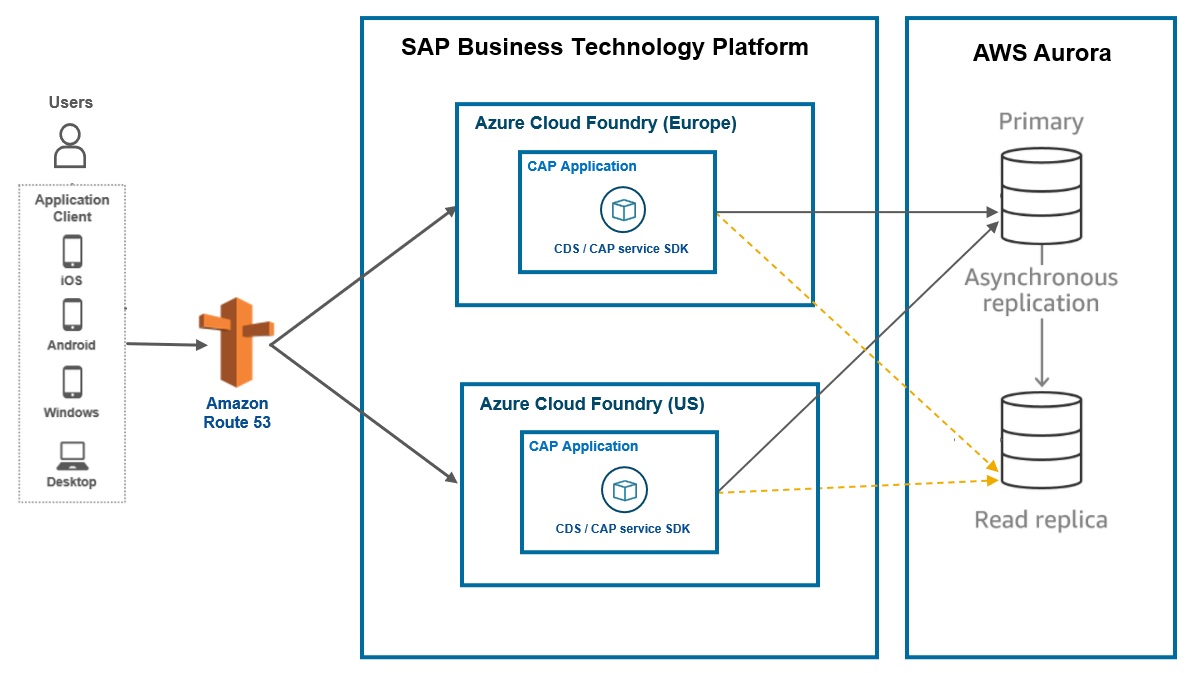 Users
Application
Client
iOS
Android
Windows
Desktop
Amazon
Route 53
SAP Business Technology Platform
Azure Cloud Foundry (Europe)
CAP Application
CDS / CAP service SDK
Azure Cloud Foundry (US)
CAP Application
CDS / CAP service SDK
AWS Aurora
Primary
Asynchronous
replication
Read replica